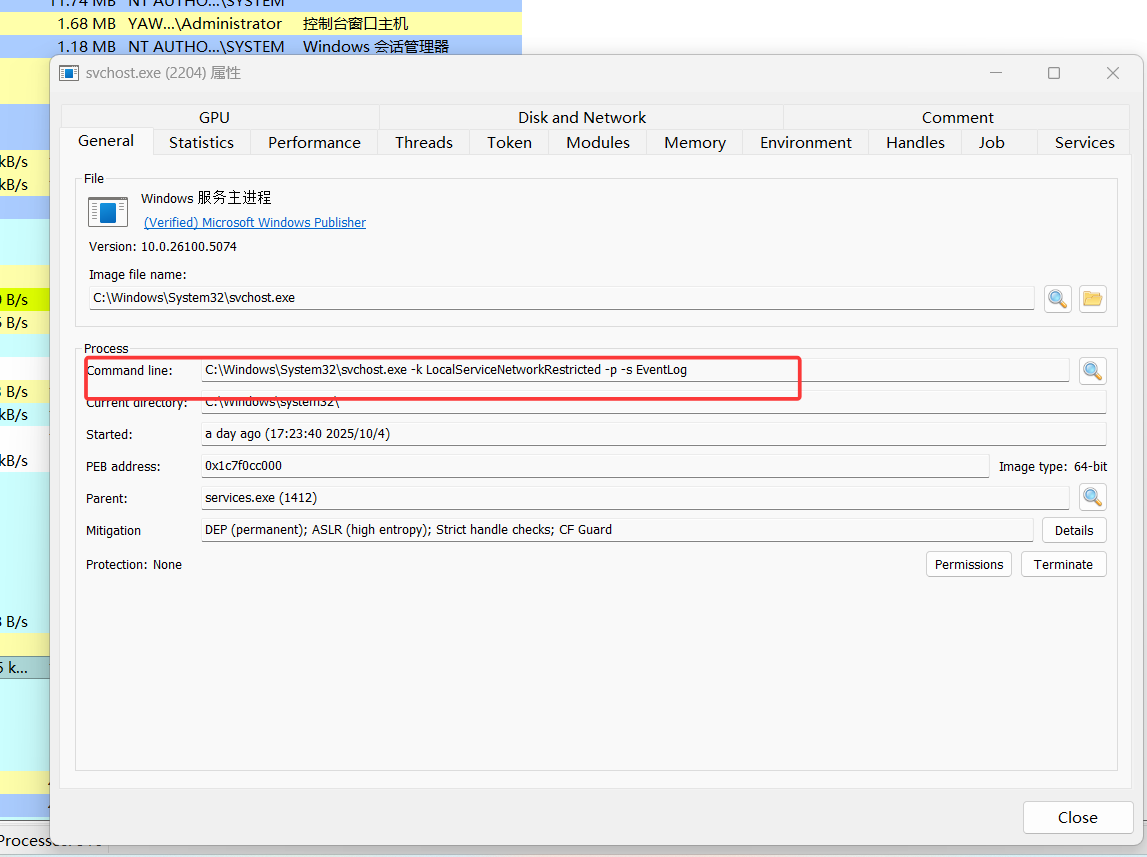 11.74 MB NT AUTHO...\SYSTEM
1.68 MB YAW...\Administrator 控制台窗口主机
1.18 MB NT AUTHO...\SYSTEM Windows 会话管理器
svchost.exe (2204) 属性
GPU Disk and Network Comment
General Statistics Performance Threads Token Modules Memory Environment Handles Job Services
kB/s
kB/s
B/s
B/s
B/s
kB/s
kB/s
B/s
k...
File
Windows 服务主进程
(Verified) Microsoft Windows Publisher
Version: 10.0.26100.5074
Image file name:
C:\Windows\System32\svchost.exe
Process
Command line: C:\Windows\System32\svchost.exe -k LocalServiceNetworkRestricted -p -s EventLog
Current directory: C:\Windows\system32\
Started: a day ago (17:23:40 2025/10/4)
PEB address: 0x1c7f0cc000 Image type: 64-bit
Parent: services.exe (1412)
Mitigation DEP (permanent); ASLR (high entropy); Strict handle checks; CF Guard Details
Protection: None Permissions Terminate
Close